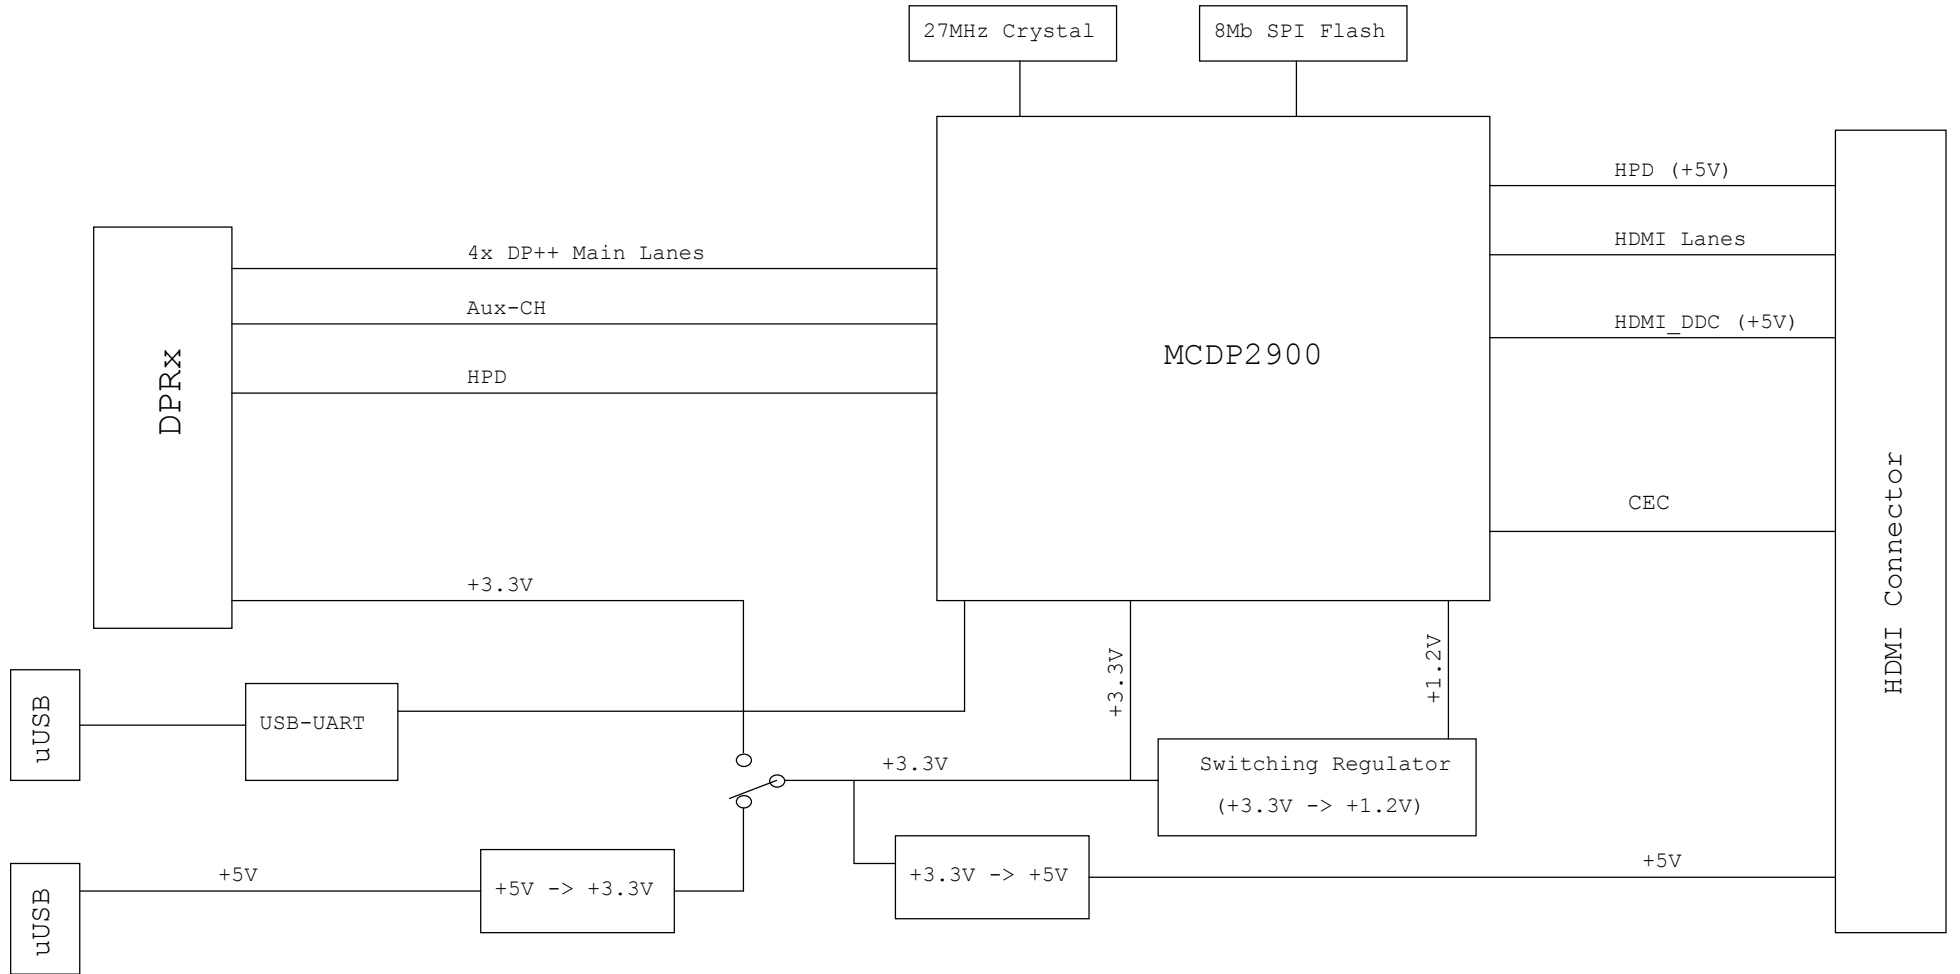 27MHz Crystal
8Mb SPI Flash
HPD (+5V)
4x DP++ Main Lanes
HDMI Lanes
Aux-CH
HDMI_DDC (+5V)
MCDP2900
HPD
DPRx
CEC
HDMI Connector
+3.3V
+3.3V
+1.2V
uUSB
USB-UART
+3.3V
Switching Regulator
(+3.3V -> +1.2V)
+5V
+5V -> +3.3V
+3.3V -> +5V
+5V
uUSB